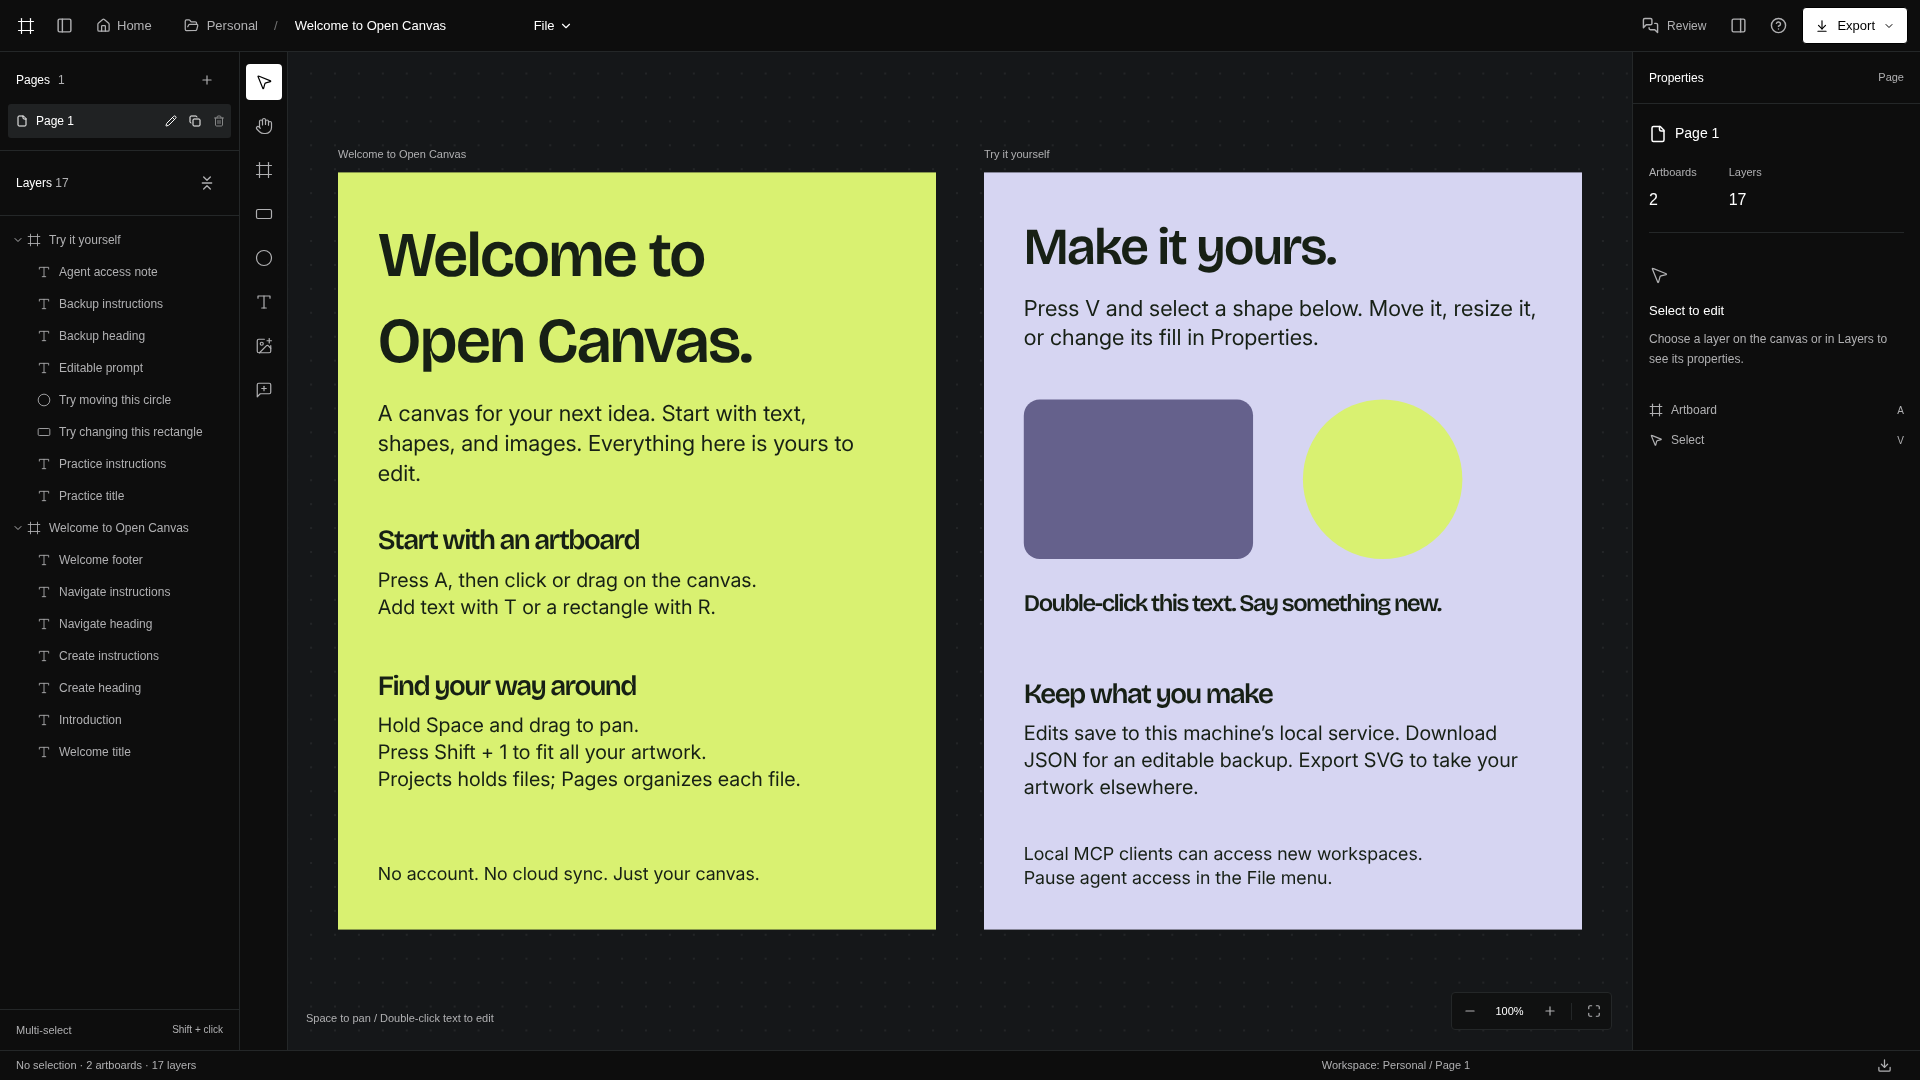 Home
Personal / Welcome to Open Canvas
File
Review
Export
Pages 1
Page 1
Layers 17
Try it yourself
Agent access note
Backup instructions
Backup heading
Editable prompt
Try moving this circle
Try changing this rectangle
Practice instructions
Practice title
Welcome to Open Canvas
Welcome footer
Navigate instructions
Navigate heading
Create instructions
Create heading
Introduction
Welcome title
Multi-select Shift + click
Welcome to Open Canvas
Welcome to
Open Canvas.
A canvas for your next idea. Start with text,
shapes, and images. Everything here is yours to
edit.
Start with an artboard
Press A, then click or drag on the canvas.
Add text with T or a rectangle with R.
Find your way around
Hold Space and drag to pan.
Press Shift + 1 to fit all your artwork.
Projects holds files; Pages organizes each file.
No account. No cloud sync. Just your canvas.
Try it yourself
Make it yours.
Press V and select a shape below. Move it, resize it,
or change its fill in Properties.
Double-click this text. Say something new.
Keep what you make
Edits save to this machine’s local service. Download
JSON for an editable backup. Export SVG to take your
artwork elsewhere.
Local MCP clients can access new workspaces.
Pause agent access in the File menu.
Space to pan / Double-click text to edit
100%
Properties Page
Page 1
Artboards Layers
2 17
Select to edit
Choose a layer on the canvas or in Layers to
see its properties.
Artboard A
Select V
No selection · 2 artboards · 17 layers
Workspace: Personal / Page 1